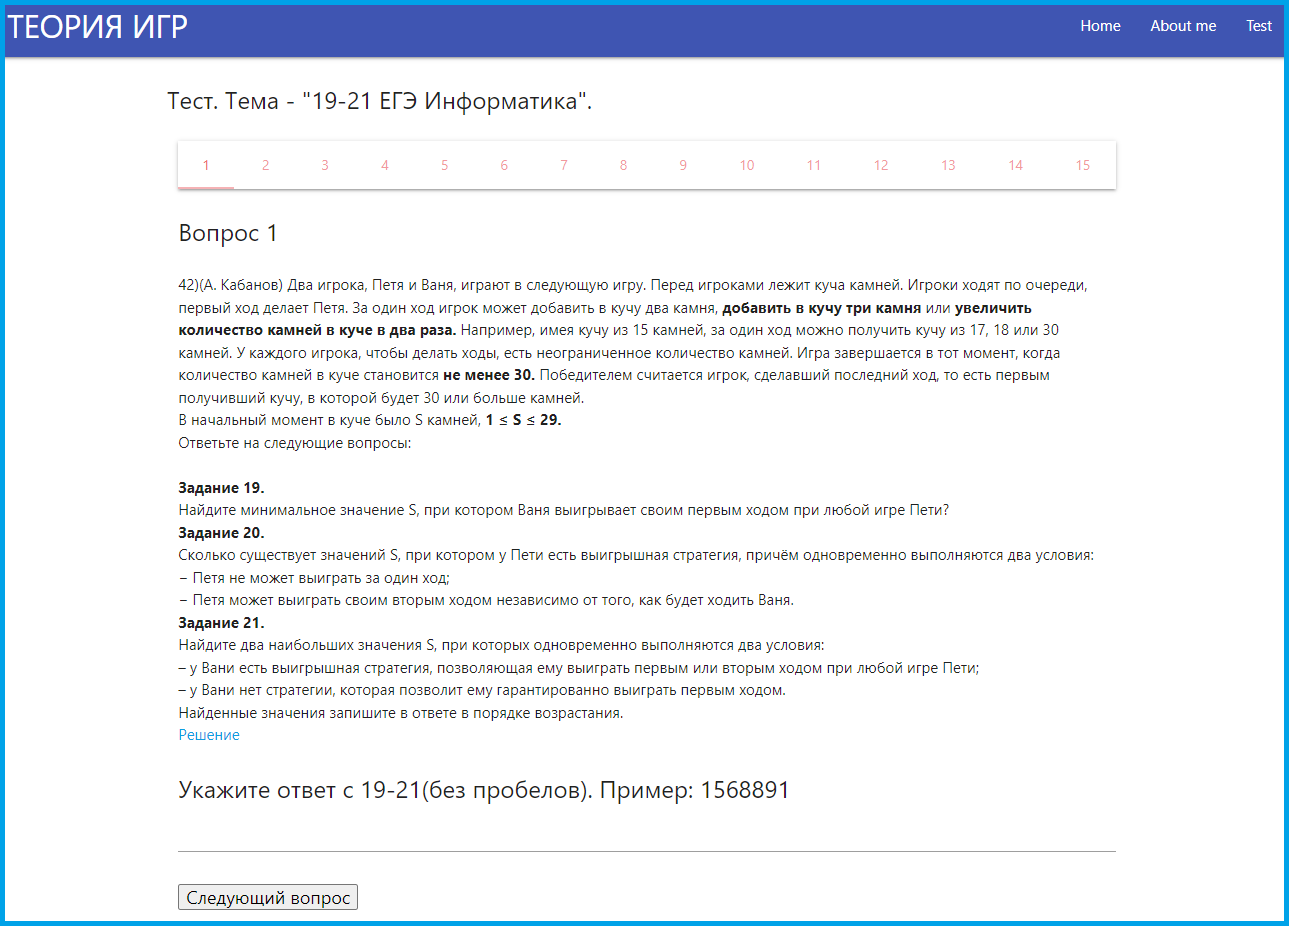 ТЕОРИЯ ИГР
Home About me Test
Тест. Тема - "19-21 ЕГЭ Информатика".
1 2 3 4 5 6 7 8 9 10 11 12 13 14 15
Вопрос 1
42)(А. Кабанов) Два игрока, Петя и Ваня, играют в следующую игру. Перед игроками лежит куча камней. Игроки ходят по очереди,
первый ход делает Петя. За один ход игрок может добавить в кучу два камня, добавить в кучу три камня или увеличить
количество камней в куче в два раза. Например, имея кучу из 15 камней, за один ход можно получить кучу из 17, 18 или 30
камней. У каждого игрока, чтобы делать ходы, есть неограниченное количество камней. Игра завершается в тот момент, когда
количество камней в куче становится не менее 30. Победителем считается игрок, сделавший последний ход, то есть первым
получивший кучу, в которой будет 30 или больше камней.
В начальный момент в куче было S камней, 1 ≤ S ≤ 29.
Ответьте на следующие вопросы:
Задание 19.
Найдите минимальное значение S, при котором Ваня выигрывает своим первым ходом при любой игре Пети?
Задание 20.
Сколько существует значений S, при котором у Пети есть выигрышная стратегия, причём одновременно выполняются два условия:
− Петя не может выиграть за один ход;
− Петя может выиграть своим вторым ходом независимо от того, как будет ходить Ваня.
Задание 21.
Найдите два наибольших значения S, при которых одновременно выполняются два условия:
– у Вани есть выигрышная стратегия, позволяющая ему выиграть первым или вторым ходом при любой игре Пети;
– у Вани нет стратегии, которая позволит ему гарантированно выиграть первым ходом.
Найденные значения запишите в ответе в порядке возрастания.
Решение
Укажите ответ с 19-21(без пробелов). Пример: 1568891
Следующий вопрос